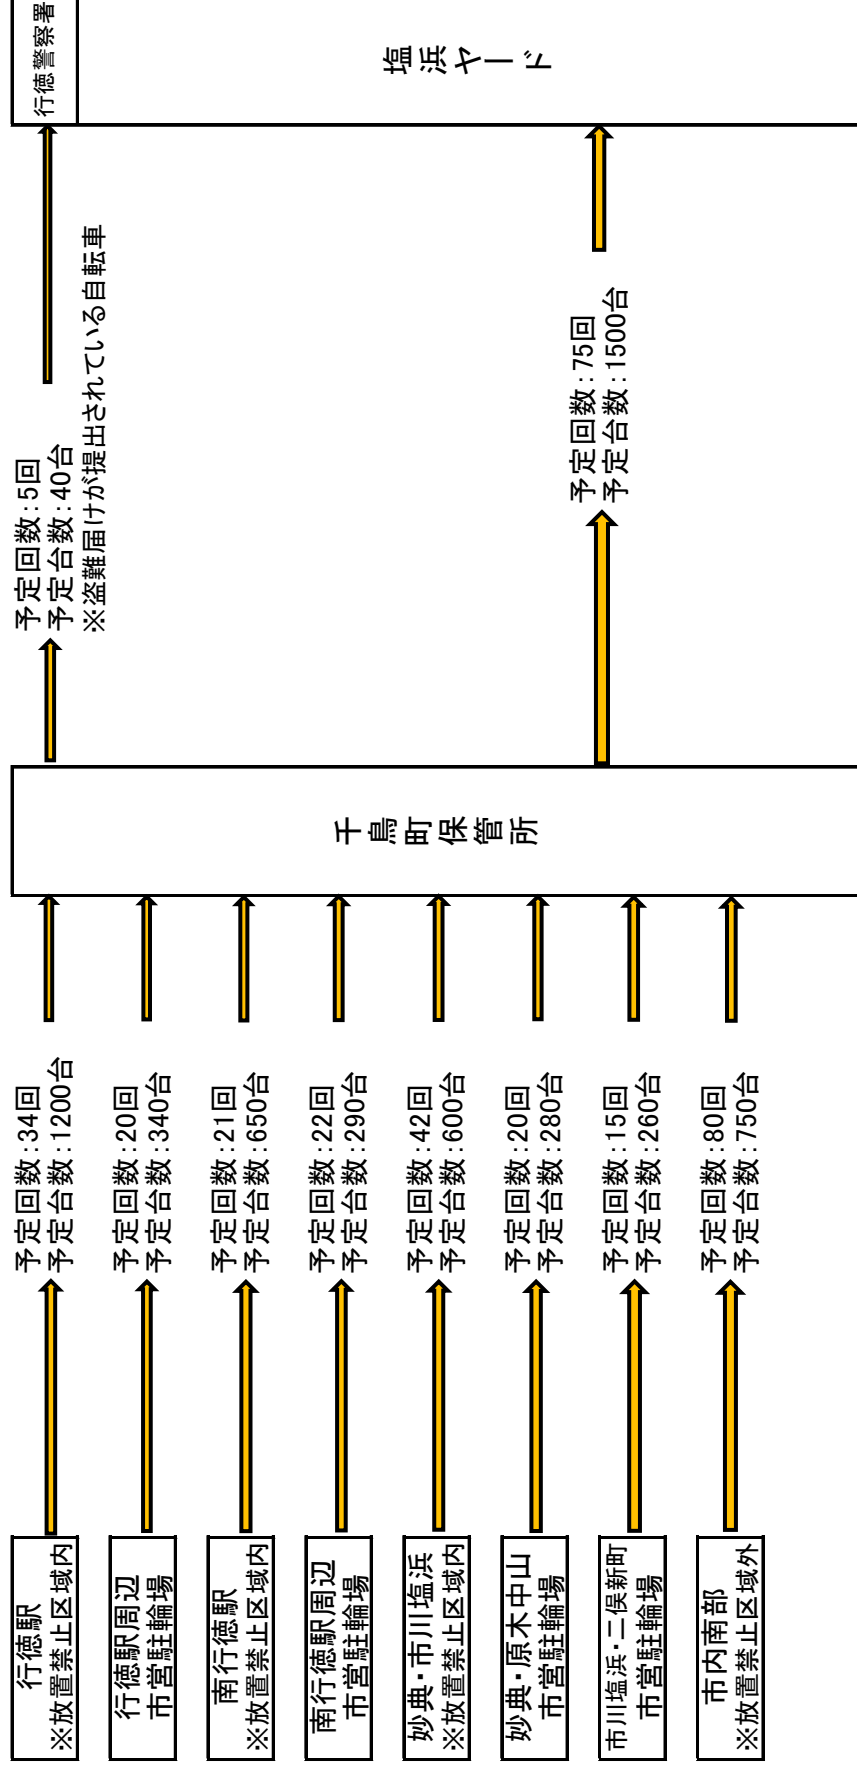 行徳駅
※放置禁止区域内
予定回数:34回
予定台数:1200台
行徳駅周辺
市営駐輪場
予定回数:20回
予定台数:340台
南行徳駅
※放置禁止区域内
予定回数:21回
予定台数:650台
南行徳駅周辺
市営駐輪場
予定回数:22回
予定台数:290台
妙典・市川塩浜
※放置禁止区域内
予定回数:42回
予定台数:600台
妙典・原木中山
市営駐輪場
予定回数:20回
予定台数:280台
市川塩浜・二俣新町
市営駐輪場
予定回数:15回
予定台数:260台
市内南部
※放置禁止区域外
予定回数:80回
予定台数:750台
千鳥町保管所
予定回数:5回
予定台数:40台
※盗難届けが提出されている自転車
行徳警察署
予定回数:75回
予定台数:1500台
塩浜ヤード